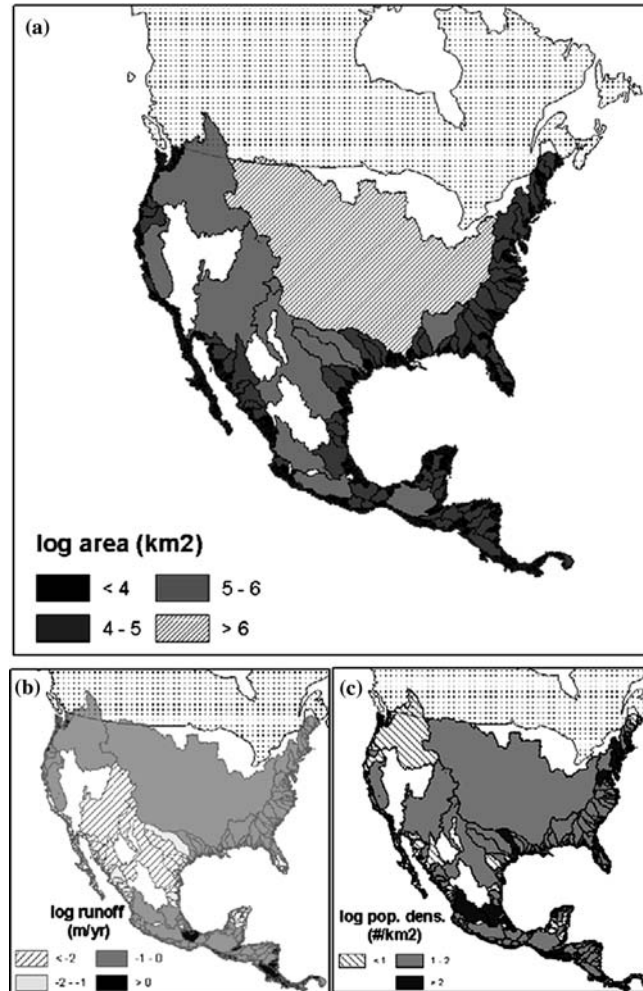 (a)
log area (km2)
< 4
5 - 6
4 - 5
> 6
(b)
log runoff
(m/yr)
< -2
-1 - 0
-2 - -1
> 0
(c)
log pop. dens.
(#/km2)
< 1
1 - 2
> 2